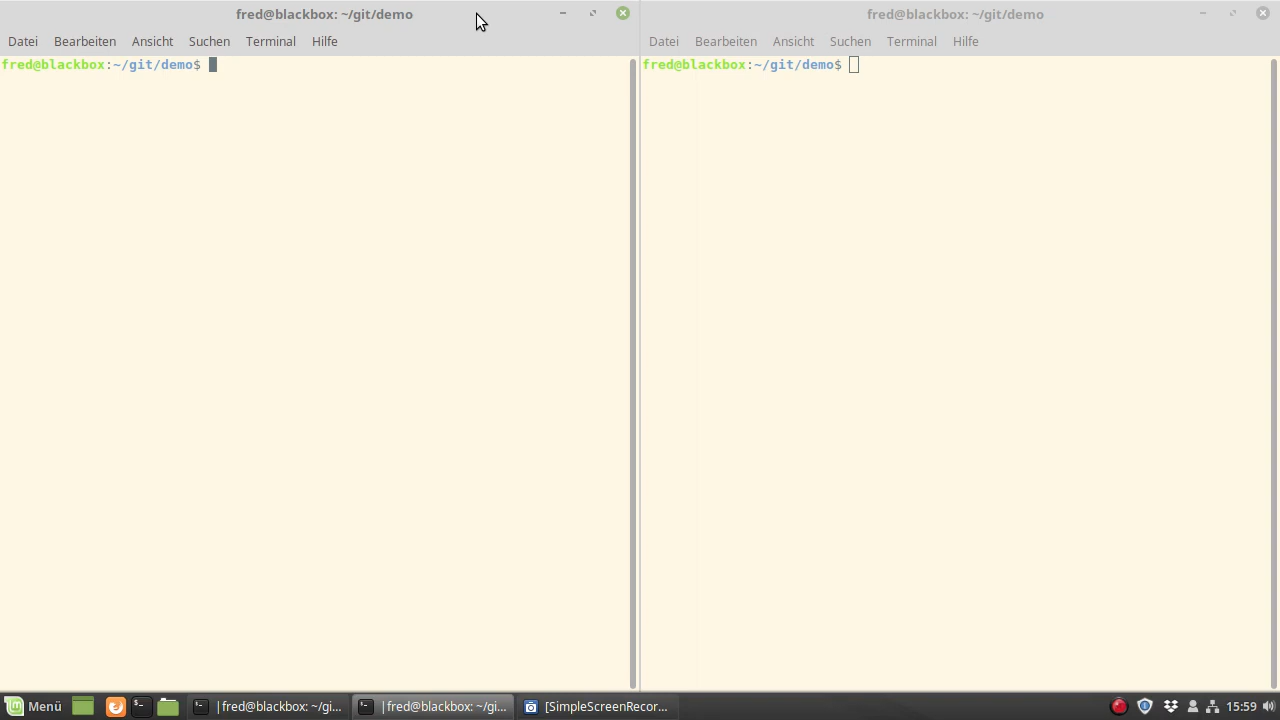 fred@blackbox: ~/git/demo
Datei Bearbeiten Ansicht Suchen Terminal Hilfe
fred@blackbox:~/git/demo$
fred@blackbox: ~/git/demo
Datei Bearbeiten Ansicht Suchen Terminal Hilfe
fred@blackbox:~/git/demo$
Menü |fred@blackbox: ~/gi... |fred@blackbox: ~/gi... [SimpleScreenRecor... 15:59